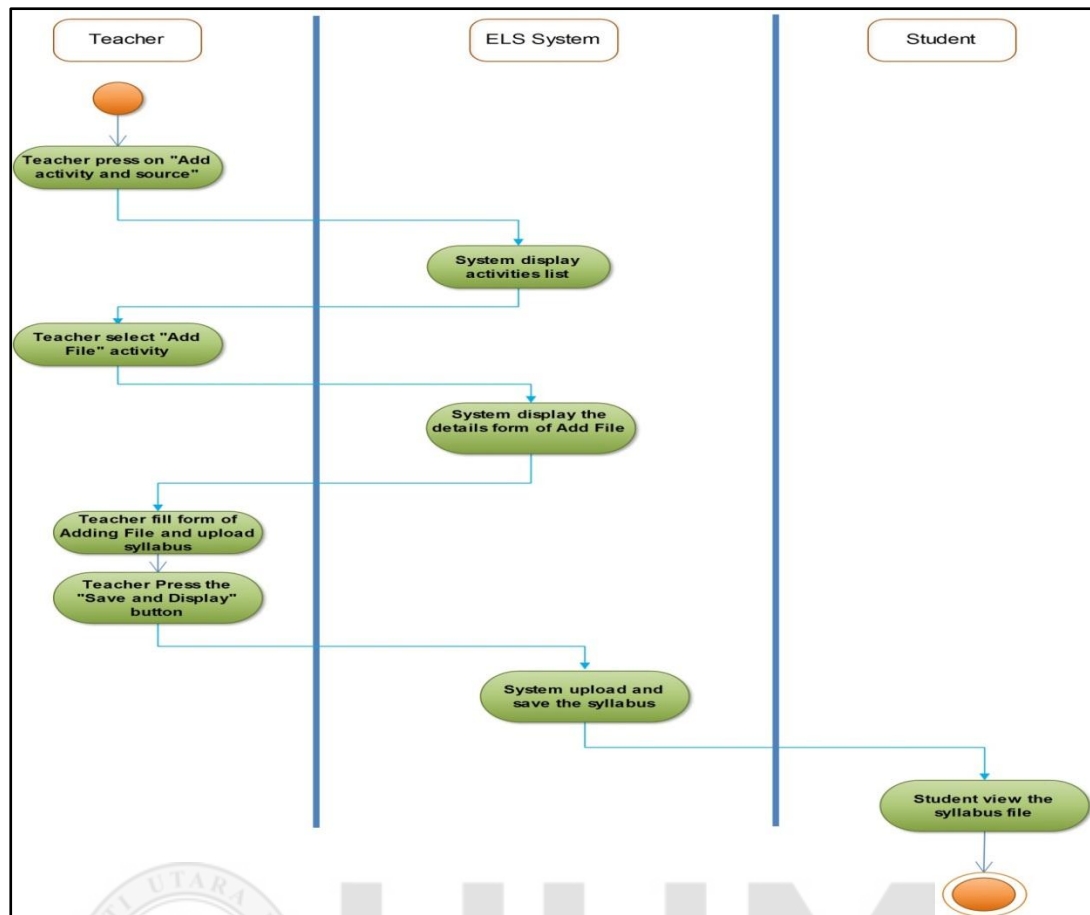 Teacher
ELS System
Student
Teacher press on "Add
activity and source"
System display
activities list
Teacher select "Add
File" activity
System display the
details form of Add File
Teacher fill form of
Adding File and upload
syllabus
Teacher Press the
"Save and Display"
button
System upload and
save the syllabus
Student view the
syllabus file
UTARA